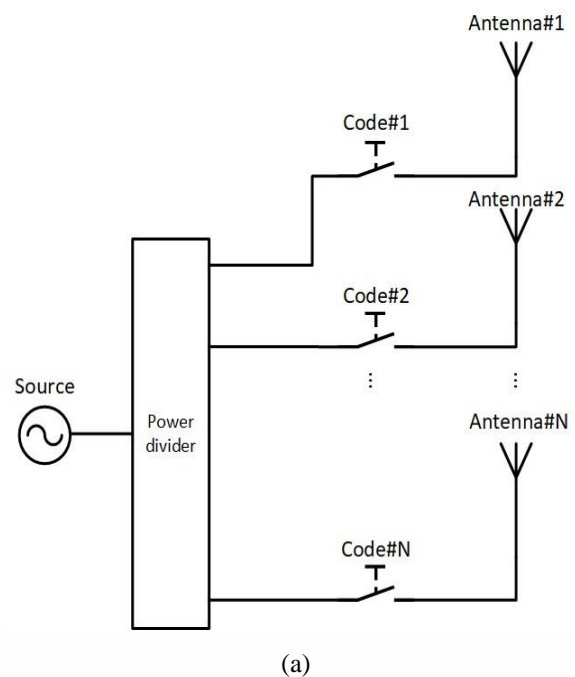 Antenna#1
Code#1
Antenna#2
Code#2
Source
Power
divider
Antenna#N
Code#N
(a)